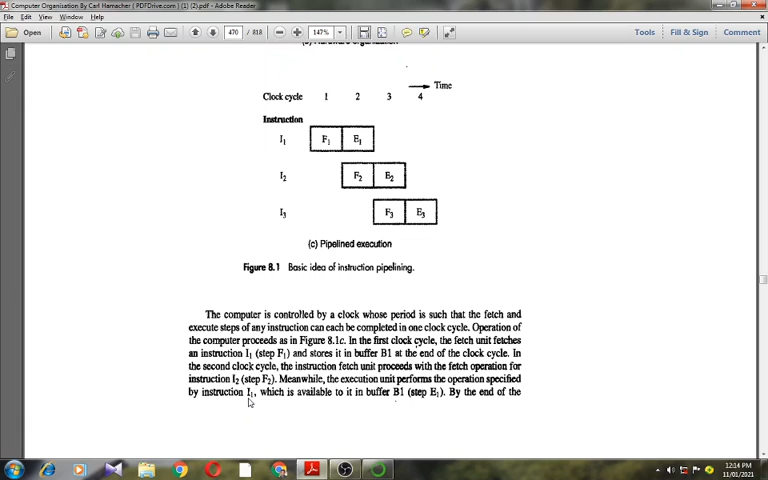 Computer Organisation By Carl Hamacher ( PDFDrive.com ) (1) (2).pdf - Adobe Reader
File Edit View Window Help
Open 470 / 818 147% Tools Fill & Sign Comment
Time
Clock cycle 1 2 3 4
Instruction
I1 F1 E1
I2 F2 E2
I3 F3 E3
(c) Pipelined execution
Figure 8.1 Basic idea of instruction pipelining.
The computer is controlled by a clock whose period is such that the fetch and
execute steps of any instruction can each be completed in one clock cycle. Operation of
the computer proceeds as in Figure 8.1c. In the first clock cycle, the fetch unit fetches
an instruction I1 (step F1) and stores it in buffer B1 at the end of the clock cycle. In
the second clock cycle, the instruction fetch unit proceeds with the fetch operation for
instruction I2 (step F2). Meanwhile, the execution unit performs the operation specified
by instruction I1, which is available to it in buffer B1 (step E1). By the end of the
12:14 PM
11/01/2021